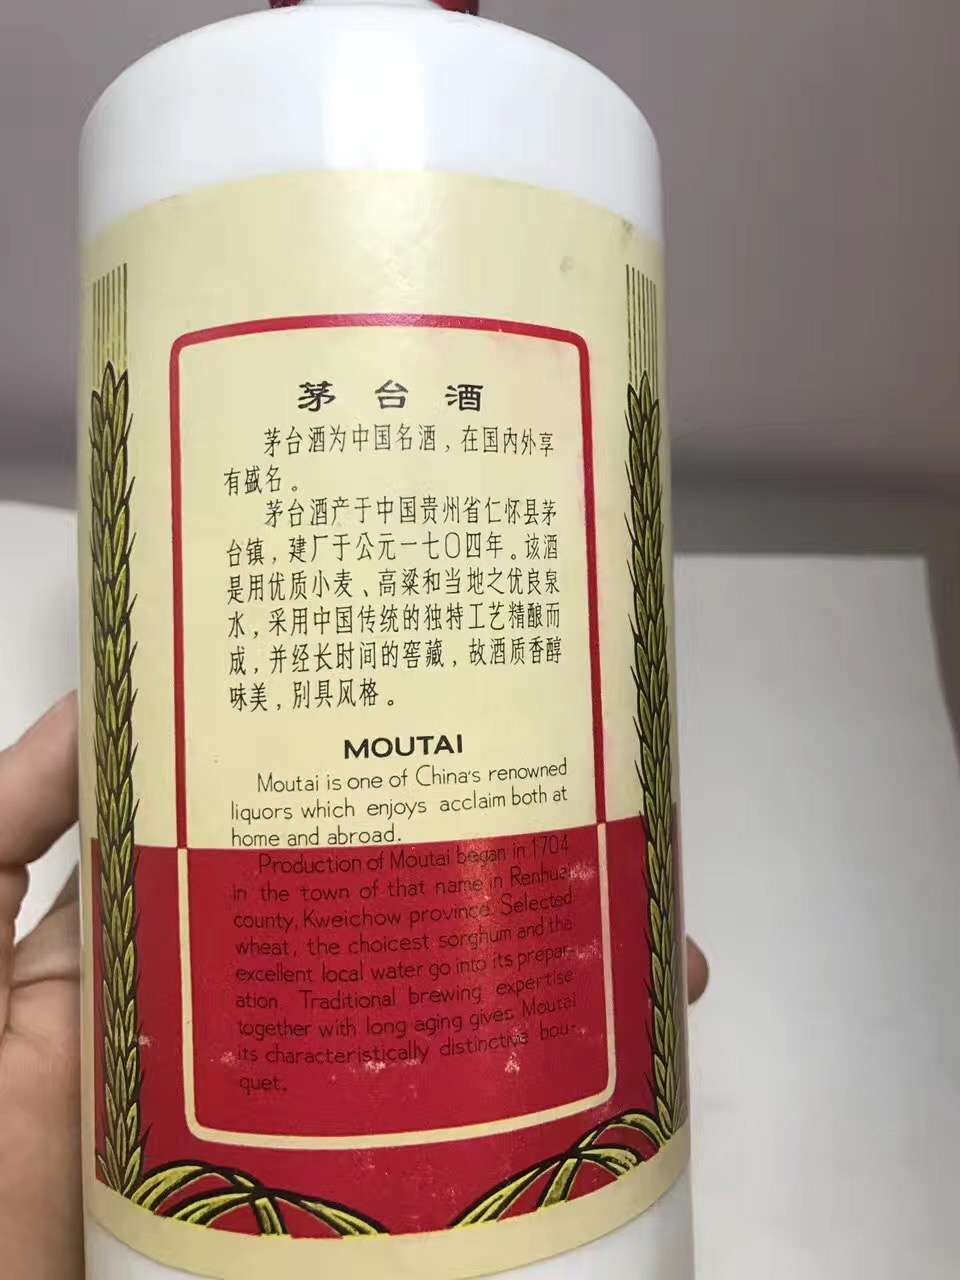 茅台酒
茅台酒为中国名酒，在国内外享
有盛名。
茅台酒产于中国贵州省仁怀县茅
台镇，建厂于公元一七〇四年。该酒
是用优质小麦、高粱和当地之优良泉
水，采用中国传统的独特工艺精酿而
成，并经长时间的窖藏，故酒质香醇
味美，别具风格。
MOUTAI
Moutai is one of China's renowned
liquors which enjoys acclaim both at
home and abroad.
Production of Moutai began in 1704
in the town of that name in Renhuai
county, Kweichow province. Selected
wheat, the choicest sorghum and the
excellent local water go into its prepar-
ation. Traditional brewing expertise
together with long aging gives Moutai
its characteristically distinctive bou-
quet.